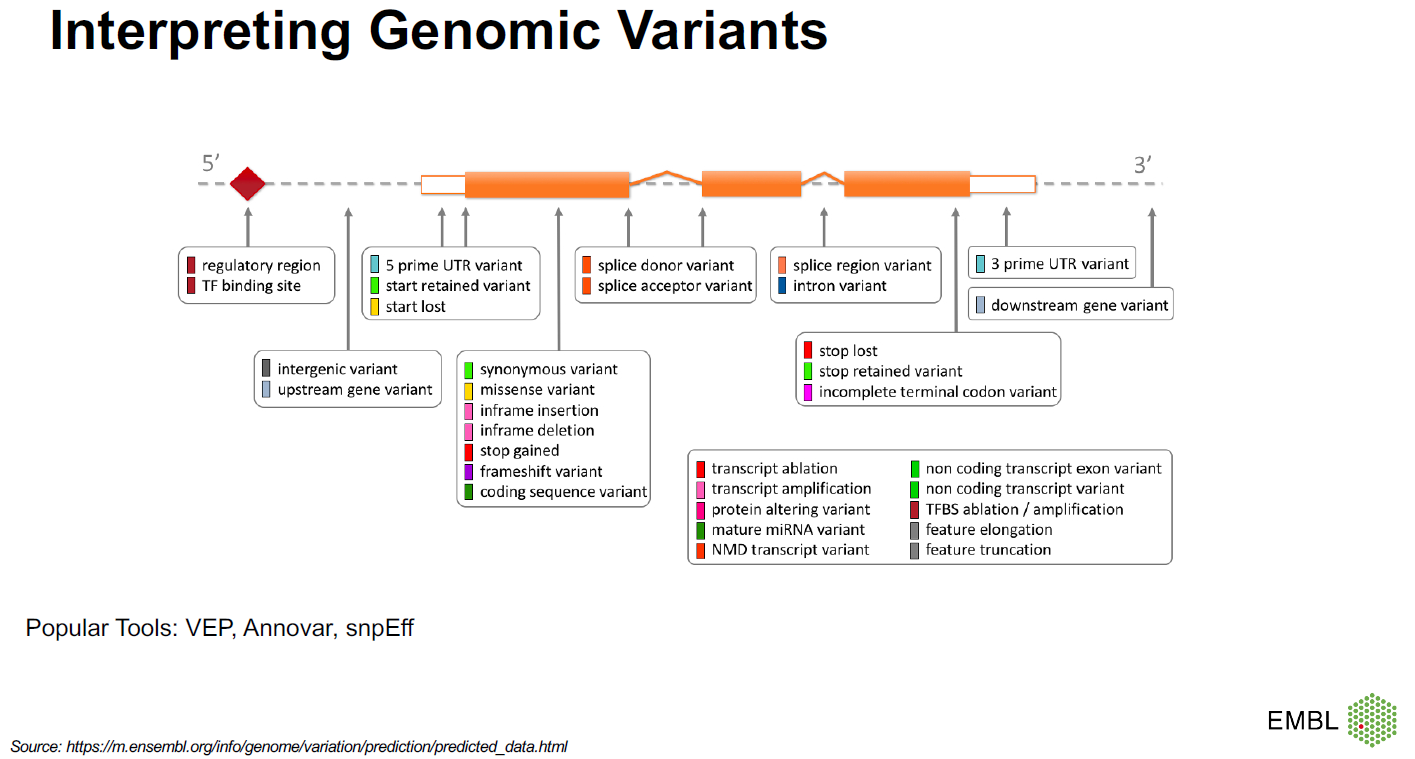 Interpreting Genomic Variants
5’
3’
regulatory region
TF binding site
5 prime UTR variant
start retained variant
start lost
splice donor variant
splice acceptor variant
splice region variant
intron variant
3 prime UTR variant
downstream gene variant
intergenic variant
upstream gene variant
synonymous variant
missense variant
inframe insertion
inframe deletion
stop gained
frameshift variant
coding sequence variant
stop lost
stop retained variant
incomplete terminal codon variant
transcript ablation
transcript amplification
protein altering variant
mature miRNA variant
NMD transcript variant
non coding transcript exon variant
non coding transcript variant
TFBS ablation / amplification
feature elongation
feature truncation
Popular Tools: VEP, Annovar, snpEff
EMBL
Source: https://m.ensembl.org/info/genome/variation/prediction/predicted_data.html